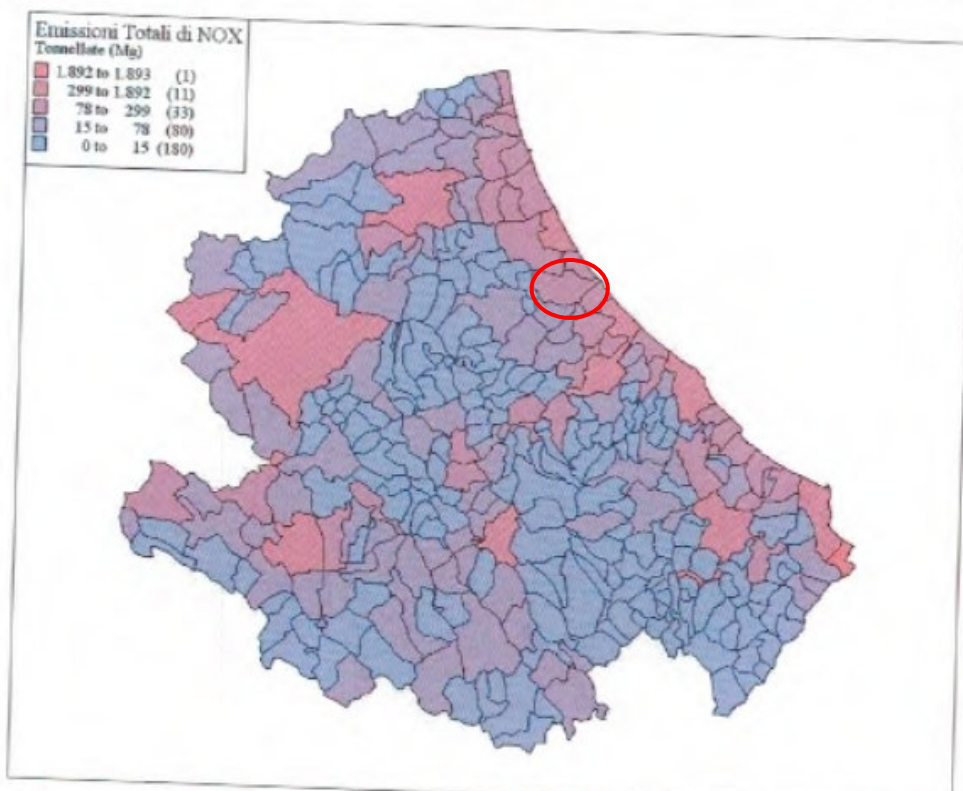 Emissioni Totali di NOX
Tonnellate (Mg)
1.892 to 1.893 (1)
299 to 1.892 (11)
78 to 299 (33)
15 to 78 (80)
0 to 15 (180)